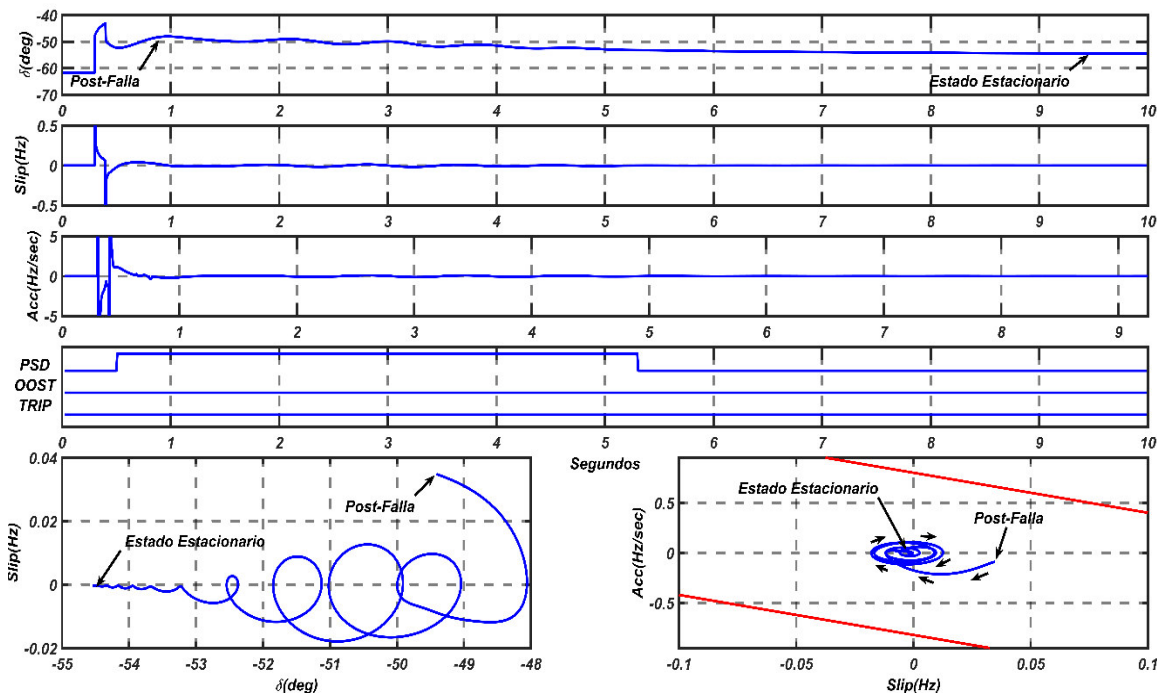 δ(deg)
-40
-50
-60
-70
Post-Falla
Estado Estacionario
0 1 2 3 4 5 6 7 8 9 10
Slip(Hz)
0.5
0
-0.5
0 1 2 3 4 5 6 7 8 9 10
Acc(Hz/sec)
5
0
-5
0 1 2 3 4 5 6 7 8 9
PSD
OOST
TRIP
0 1 2 3 4 5 6 7 8 9 10
Segundos
Slip(Hz)
0.04
0.02
0
-0.02
Post-Falla
Estado Estacionario
-55 -54 -53 -52 -51 -50 -49 -48
δ(deg)
Acc(Hz/sec)
0.5
0
-0.5
Estado Estacionario
Post-Falla
-0.1 -0.05 0 0.05 0.1
Slip(Hz)